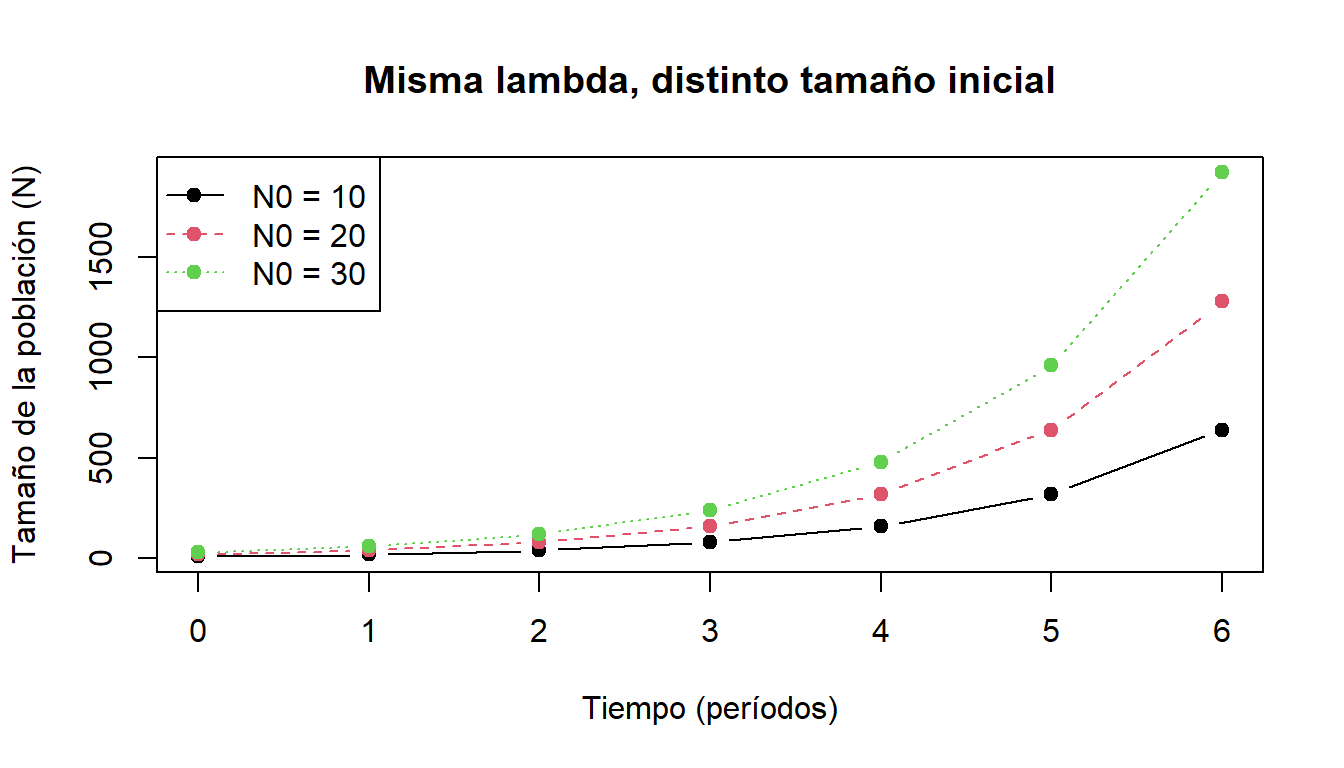 Misma lambda, distinto tamaño inicial
Tamaño de la población (N)
1500
1000
500
0
N0 = 10
N0 = 20
N0 = 30
0 1 2 3 4 5 6
Tiempo (períodos)